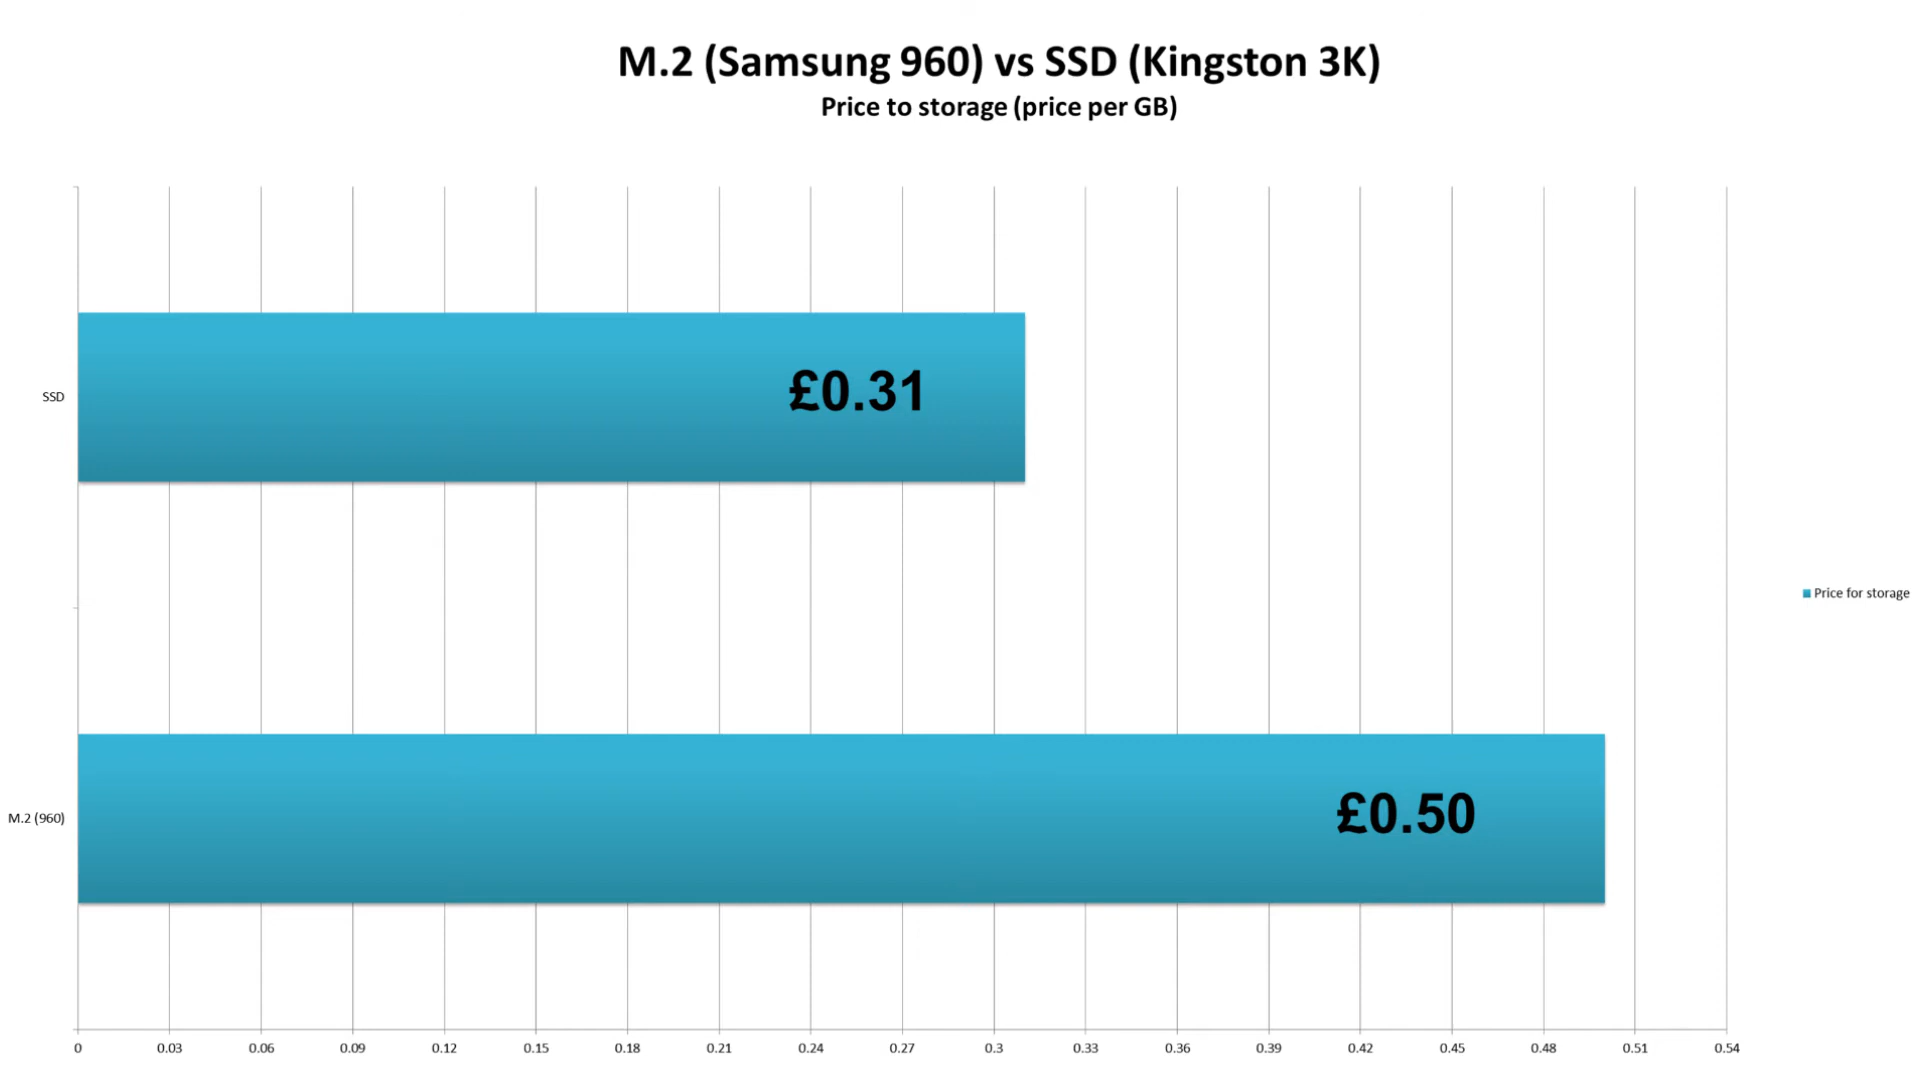 M.2 (Samsung 960) vs SSD (Kingston 3K)
Price to storage (price per GB)
SSD
£0.31
Price for storage
M.2 (960)
£0.50
0 0.03 0.06 0.09 0.12 0.15 0.18 0.21 0.24 0.27 0.3 0.33 0.36 0.39 0.42 0.45 0.48 0.51 0.54